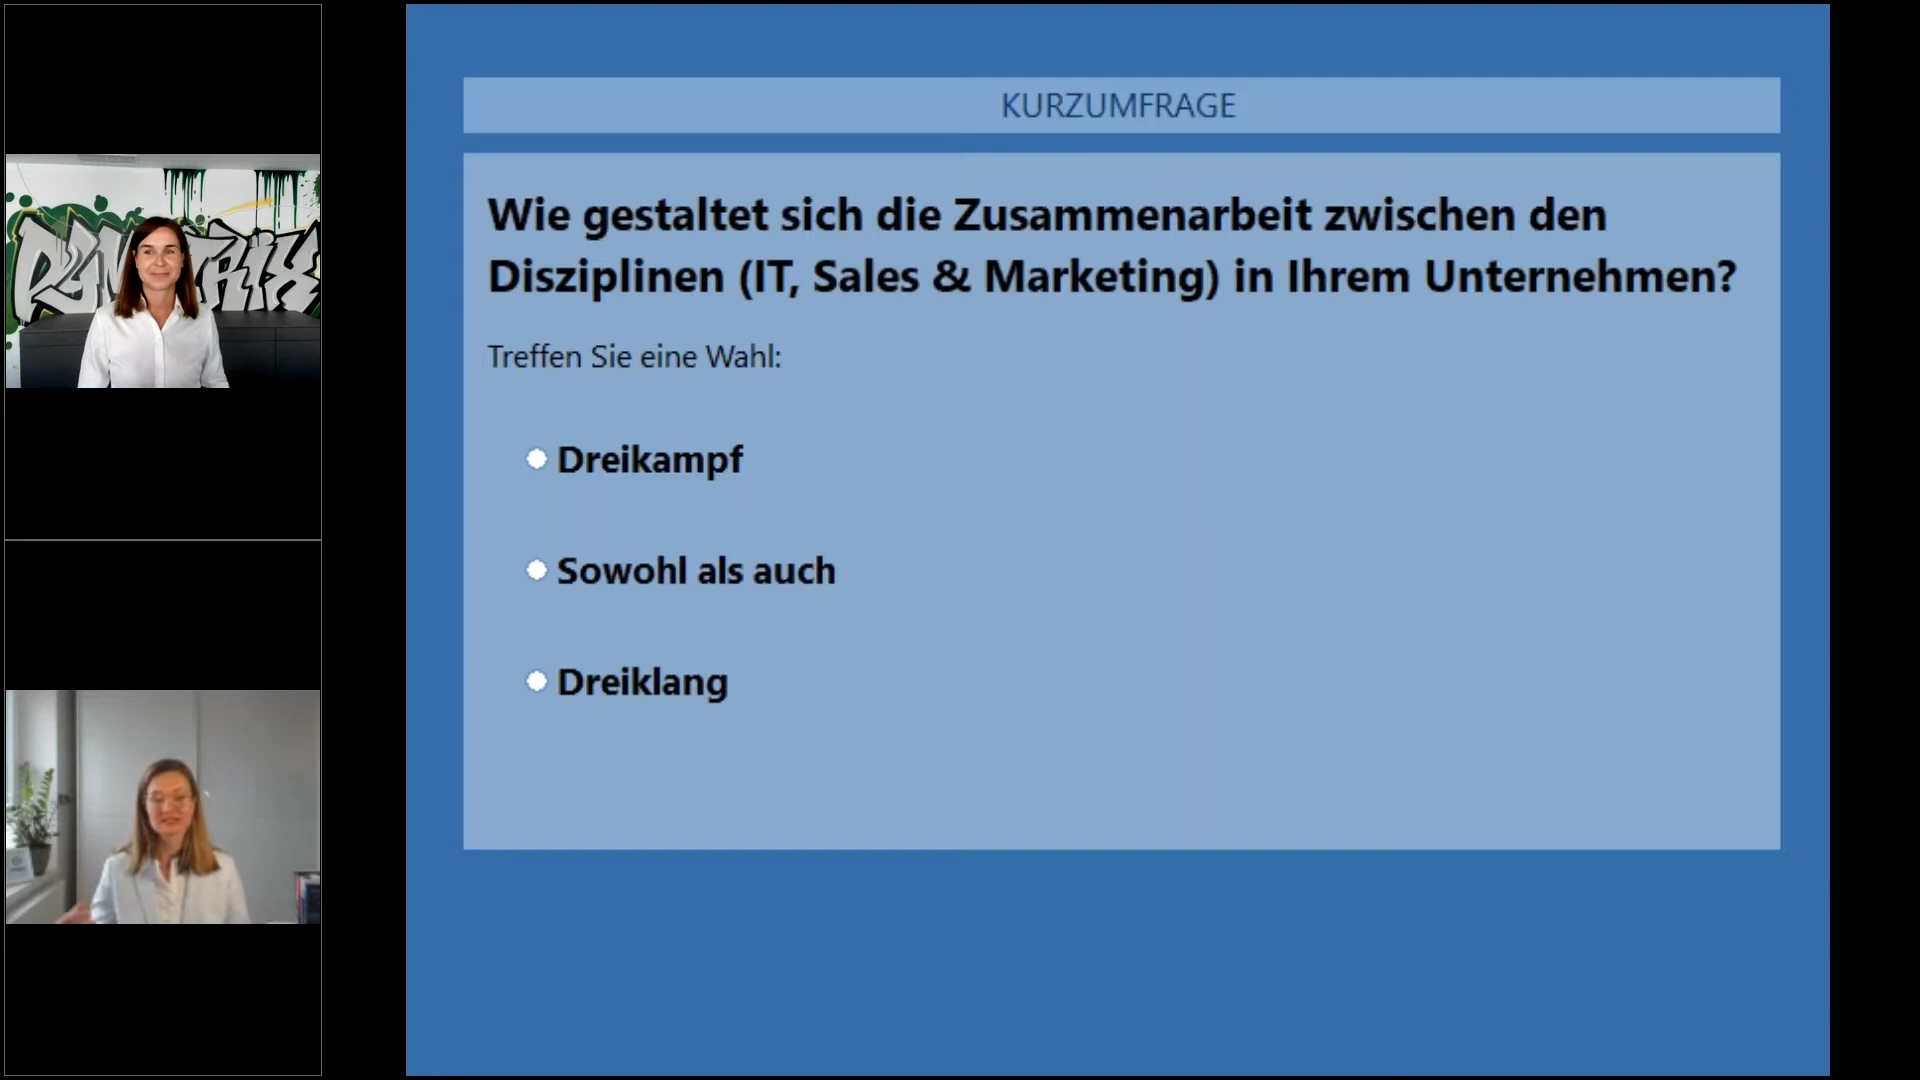 KURZUMFRAGE
Wie gestaltet sich die Zusammenarbeit zwischen den
Disziplinen (IT, Sales & Marketing) in Ihrem Unternehmen?
Treffen Sie eine Wahl:
Dreikampf
Sowohl als auch
Dreiklang